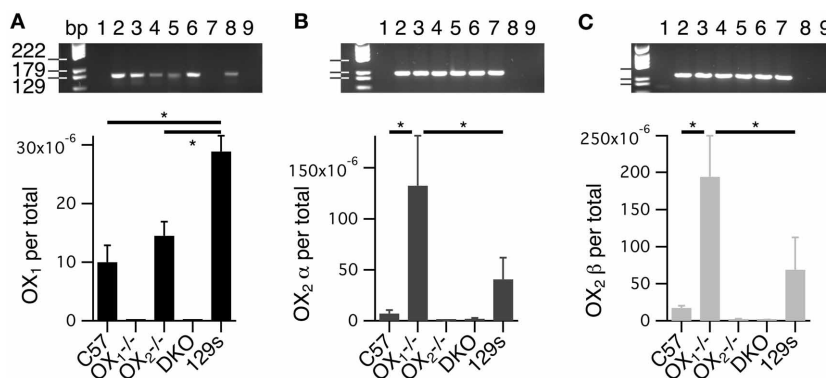 A
bp 1 2 3 4 5 6 7 8 9
222
179
129
*
*
30x10-6
20
10
0
OX1 per total
C57
OX1-/-
OX2-/-
DKO
129s
B
1 2 3 4 5 6 7 8 9
* *
150x10-6
100
50
0
OX2 α per total
C57
OX1-/-
OX2-/-
DKO
129s
C
1 2 3 4 5 6 7 8 9
* *
250x10-6
200
150
100
50
0
OX2 β per total
C57
OX1-/-
OX2-/-
DKO
129s